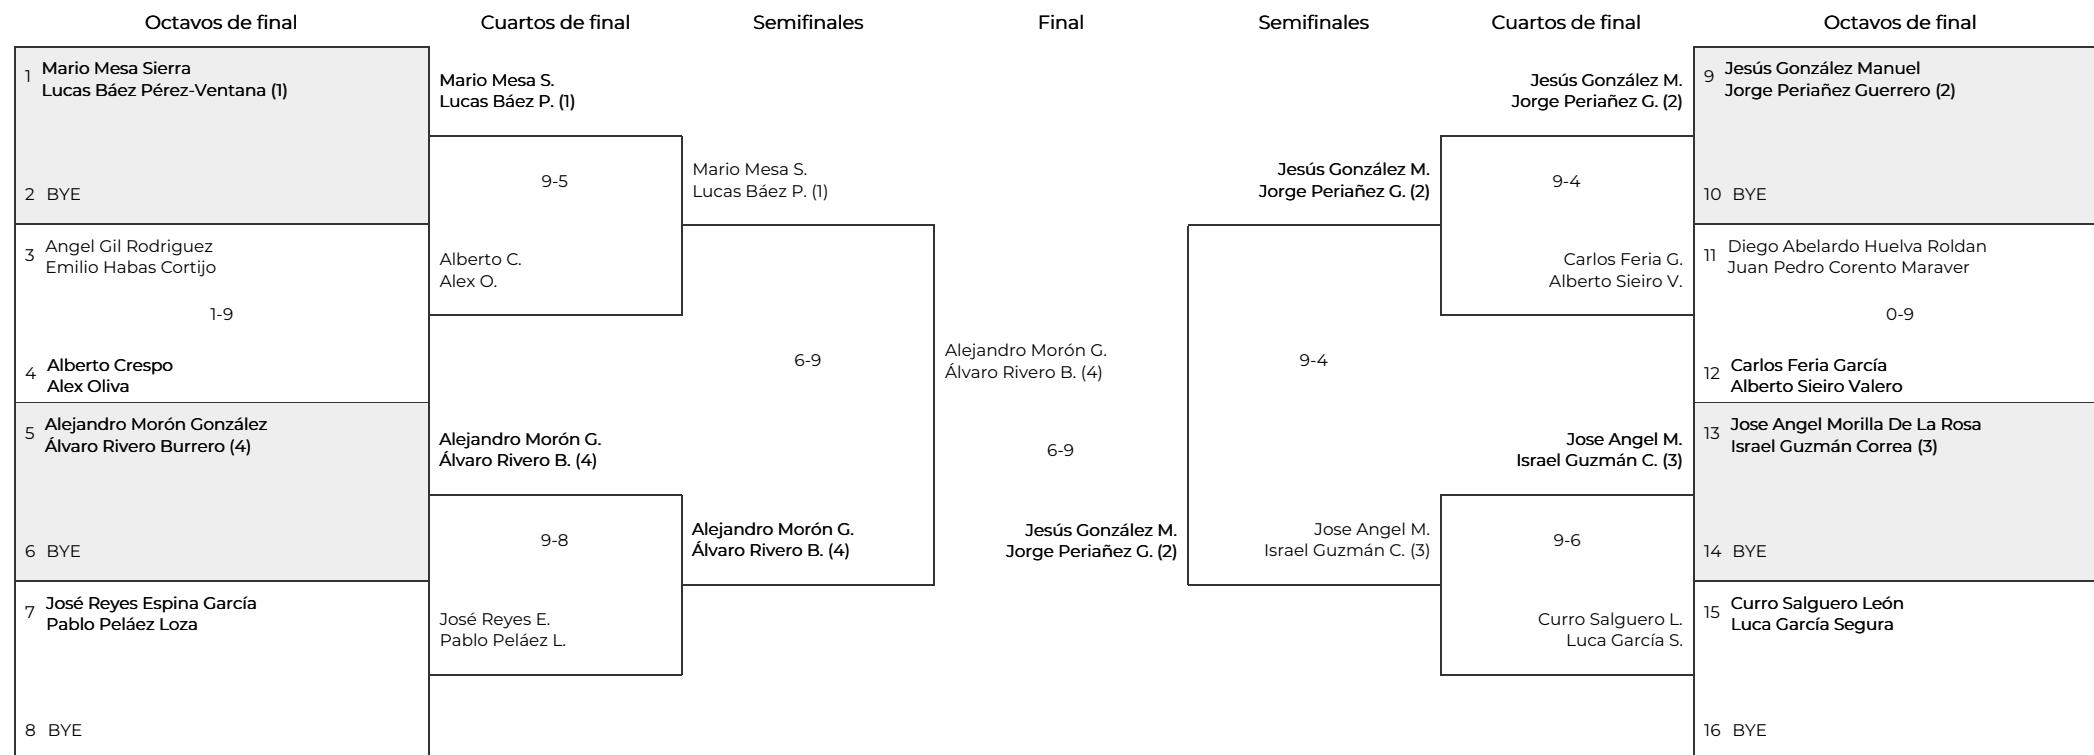 Octavos de final
Cuartos de final
Semifinales
Final
Semifinales
Cuartos de final
Octavos de final
1 Mario Mesa Sierra
Lucas Báez Pérez-Ventana (1)
2 BYE
3 Angel Gil Rodriguez
Emilio Habas Cortijo
1-9
4 Alberto Crespo
Alex Oliva
5 Alejandro Morón González
Álvaro Rivero Burrero (4)
6 BYE
7 José Reyes Espina García
Pablo Peláez Loza
8 BYE
Mario Mesa S.
Lucas Báez P. (1)
9-5
Alberto C.
Alex O.
Alejandro Morón G.
Álvaro Rivero B. (4)
9-8
José Reyes E.
Pablo Peláez L.
Mario Mesa S.
Lucas Báez P. (1)
6-9
Alejandro Morón G.
Álvaro Rivero B. (4)
Alejandro Morón G.
Álvaro Rivero B. (4)
6-9
Jesús González M.
Jorge Periañez G. (2)
Jesús González M.
Jorge Periañez G. (2)
9-4
Jose Angel M.
Israel Guzmán C. (3)
Jesús González M.
Jorge Periañez G. (2)
9-4
Carlos Feria G.
Alberto Sieiro V.
Jose Angel M.
Israel Guzmán C. (3)
9-6
Curro Salguero L.
Luca García S.
9 Jesús González Manuel
Jorge Periañez Guerrero (2)
10 BYE
11 Diego Abelardo Huelva Roldan
Juan Pedro Corento Maraver
0-9
12 Carlos Feria García
Alberto Sieiro Valero
13 Jose Angel Morilla De La Rosa
Israel Guzmán Correa (3)
14 BYE
15 Curro Salguero León
Luca García Segura
16 BYE